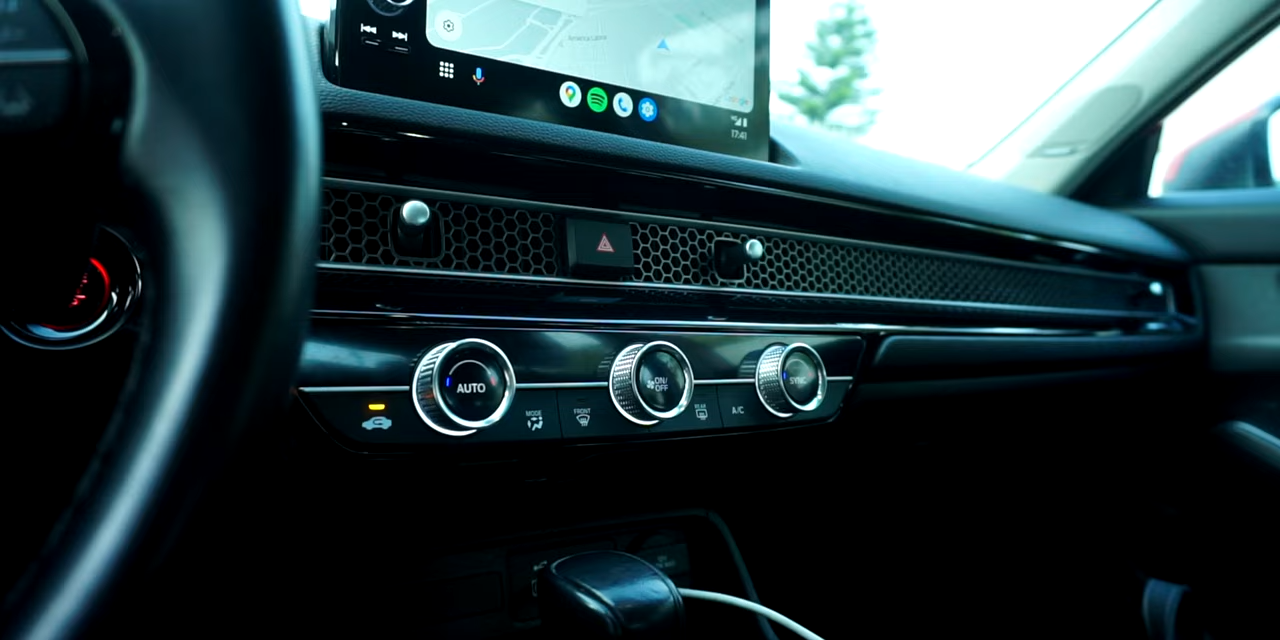 17:41
AUTO
ON/
OFF
SYNC
MODE
FRONT
REAR
A/C